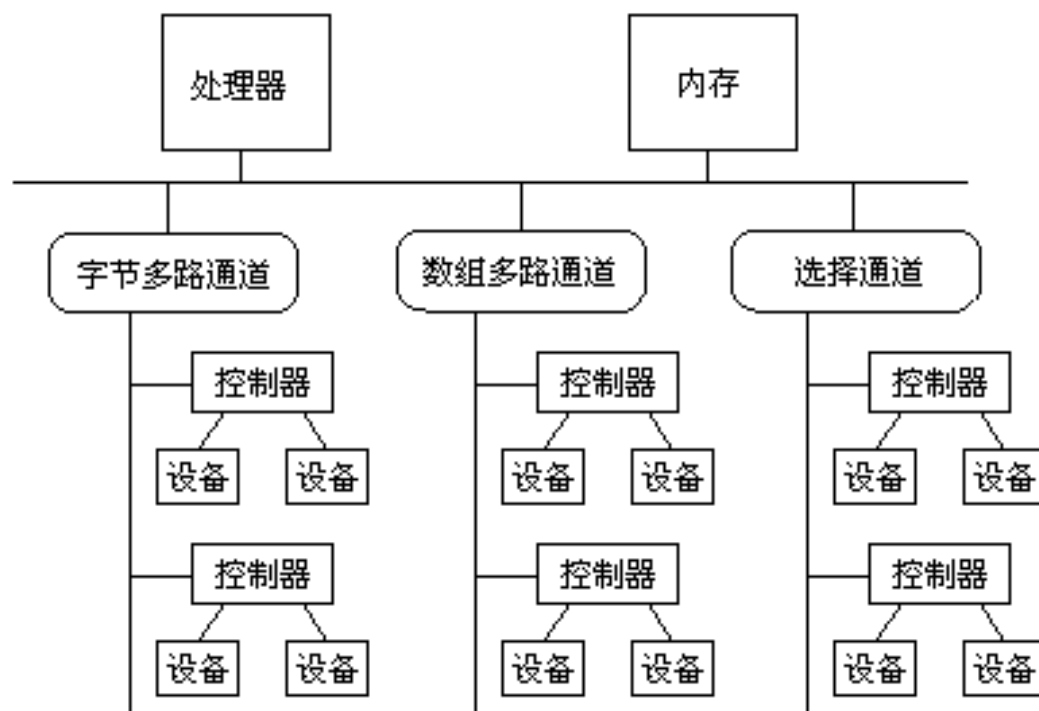 处理器
内存
字节多路通道
数组多路通道
选择通道
控制器
控制器
控制器
设备
设备
设备
设备
设备
设备
控制器
控制器
控制器
设备
设备
设备
设备
设备
设备